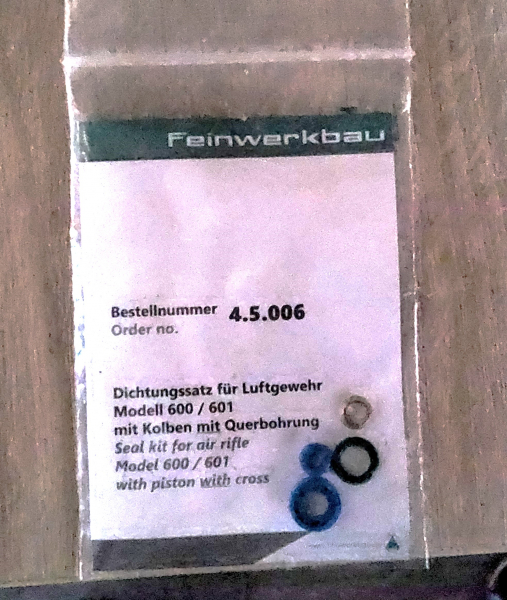 Feinwerkbau
Bestellnummer 4.5.006
Order no.
Dichtungssatz für Luftgewehr
Modell 600 / 601
mit Kolben mit Querbohrung
Seal kit for air rifle
Model 600 / 601
with piston with cross